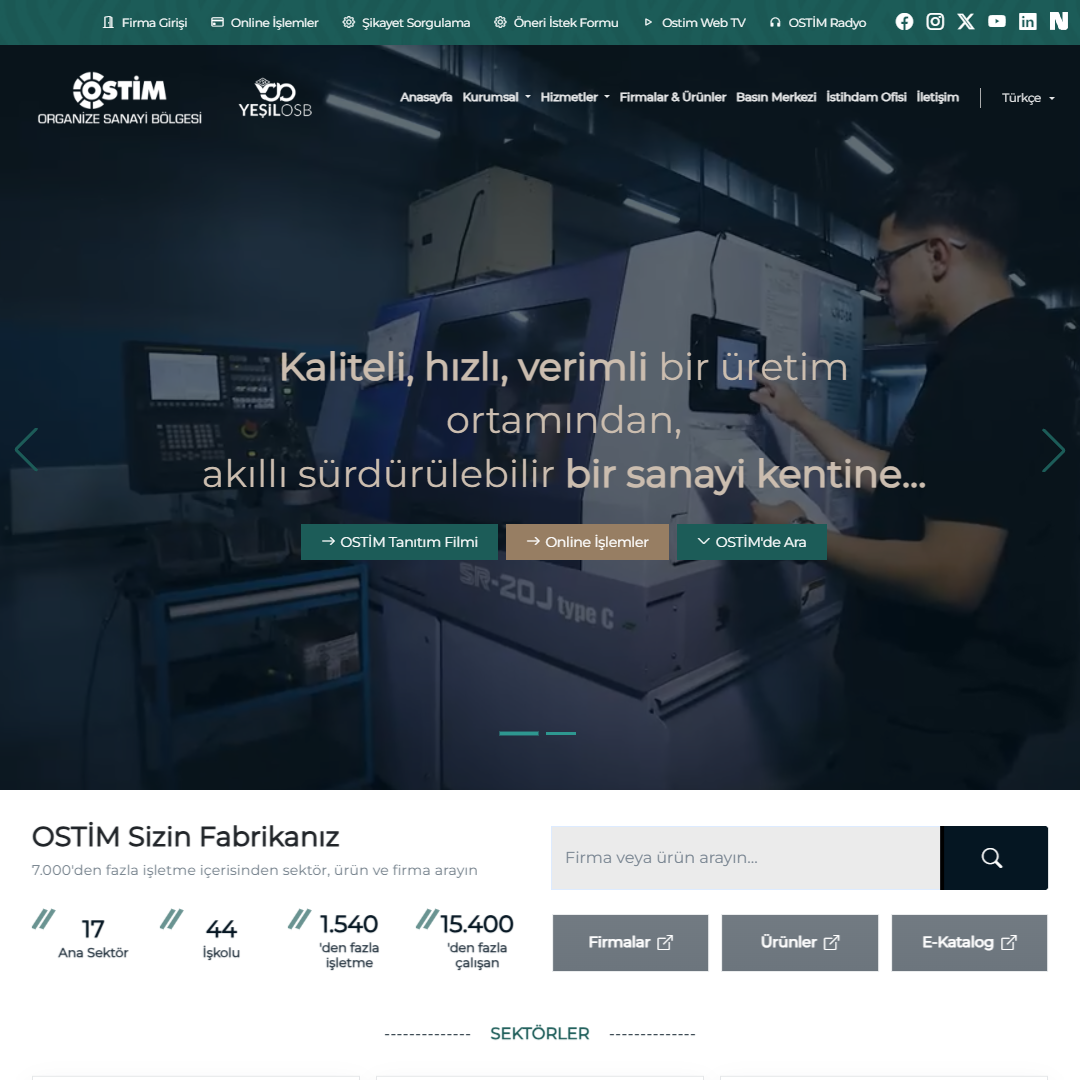 Firma Girişi
Online İşlemler
Şikayet Sorgulama
Öneri İstek Formu
Ostim Web TV
OSTİM Radyo
OSTİM
ORGANİZE SANAYİ BÖLGESİ
YEŞİLOSB
Anasayfa
Kurumsal
Hizmetler
Firmalar & Ürünler
Basın Merkezi
İstihdam Ofisi
İletişim
Türkçe
Kaliteli, hızlı, verimli bir üretim
ortamından,
akıllı sürdürülebilir bir sanayi kentine...
OSTİM Tanıtım Filmi
Online İşlemler
OSTİM'de Ara
SR-20J type C
OSTİM Sizin Fabrikanız
7.000'den fazla işletme içerisinden sektör, ürün ve firma arayın
Firma veya ürün arayın...
17
Ana Sektör
44
İşkolu
1.540
'den fazla
işletme
15.400
'den fazla
çalışan
Firmalar
Ürünler
E-Katalog
-------------- SEKTÖRLER --------------